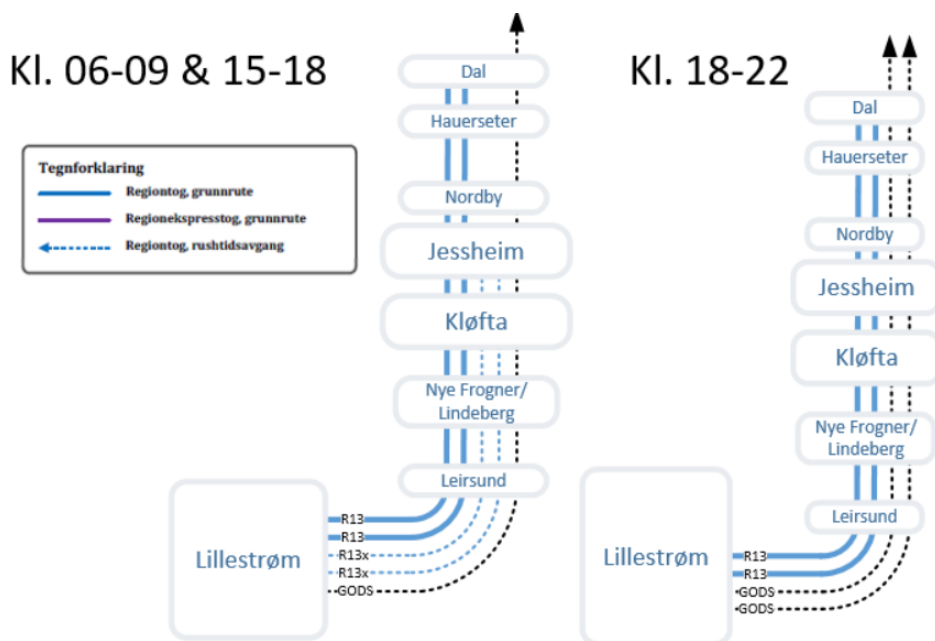 Kl. 06-09 & 15-18
Dal
Hauerseter
Tegnforklaring
Regiontog, grunnrute
Regionekspresstog, grunnrute
Regiontog, rushtidsavgang
Nordby
Jessheim
Kløfta
Nye Frogner/
Lindeberg
Leirsund
Lillestrøm
R13
R13
R13x
R13x
GODS
Kl. 18-22
Dal
Hauerseter
Nordby
Jessheim
Kløfta
Nye Frogner/
Lindeberg
Leirsund
Lillestrøm
R13
R13
GODS
GODS